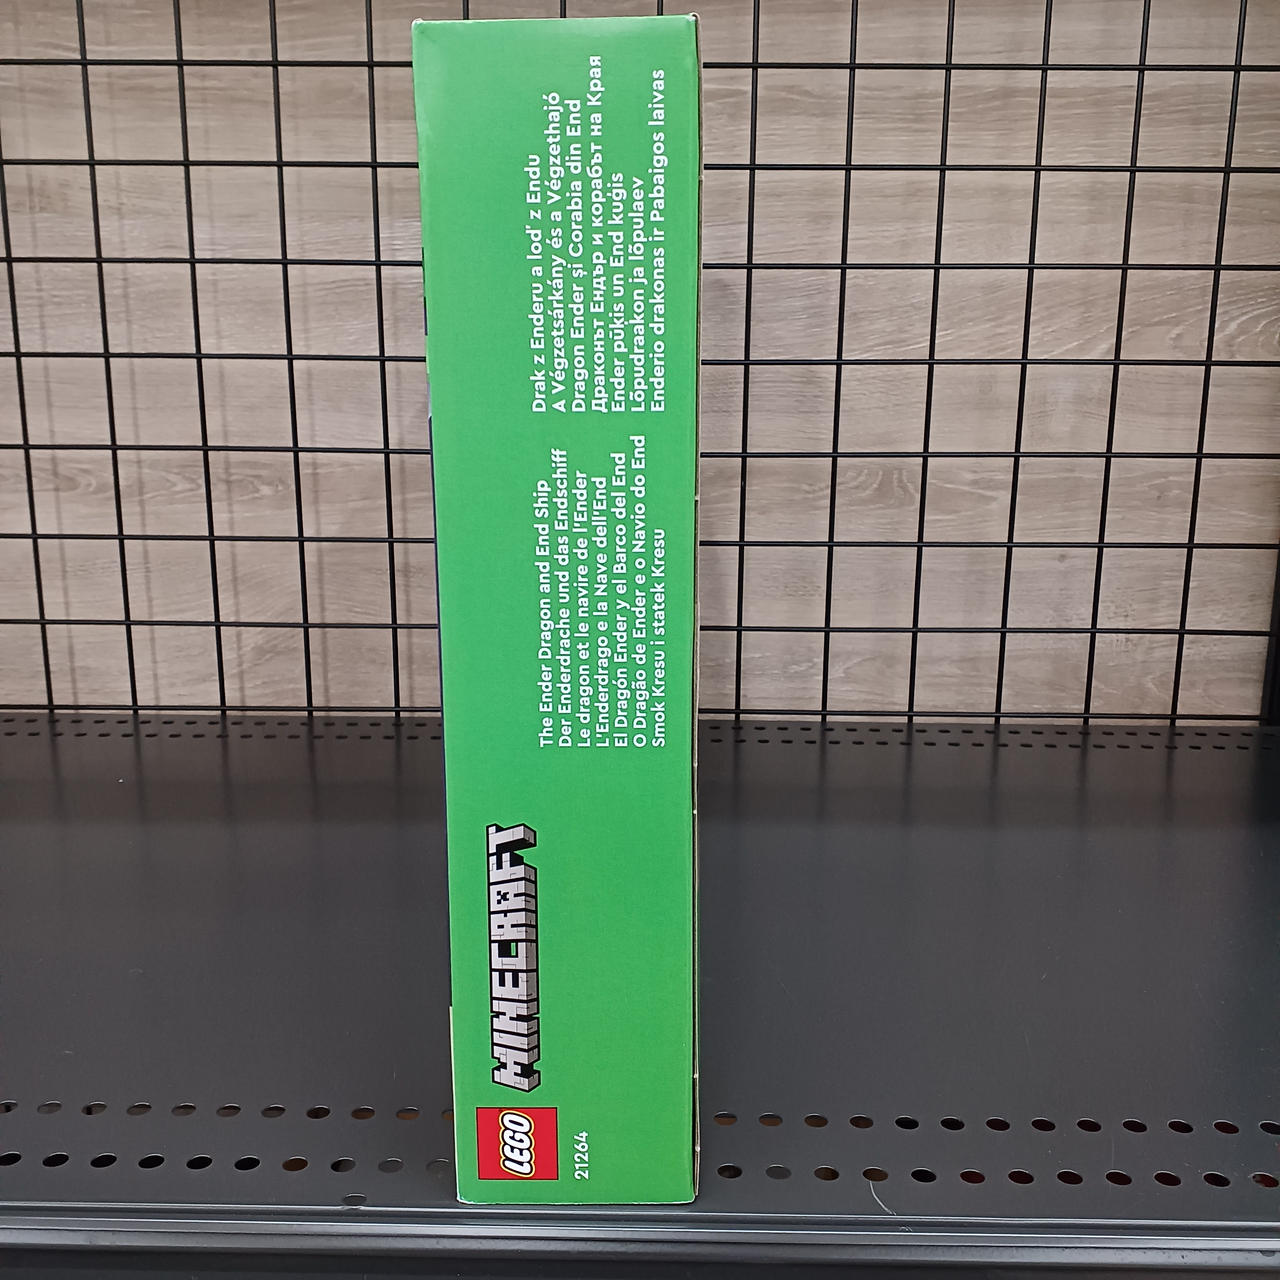 LEGO
21264
MINECRAFT
The Ender Dragon and End Ship
Der Enderdrache und das Endschiff
Le dragon et le navire de l'Ender
L'Enderdrago e la Nave dell'End
El Dragón Ender y el Barco del End
O Dragão de Ender e o Navio do End
Smok Kresu i statek Kresu
Drak z Enderu a loď z Endu
A Végzetsárkány és a Végzethajó
Dragon Ender și Corabia din End
Драконът Ендър и корабът на Края
Ender pūķis un End kuģis
Lõpudraakon ja lõpulaev
Enderio drakonas ir Pabaigos laivas